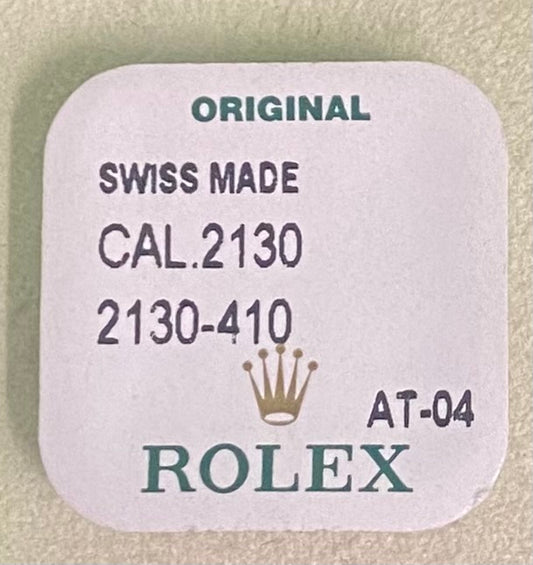 ORIGINAL
SWISS MADE
CAL.2130
2130-410
AT-04
ROLEX